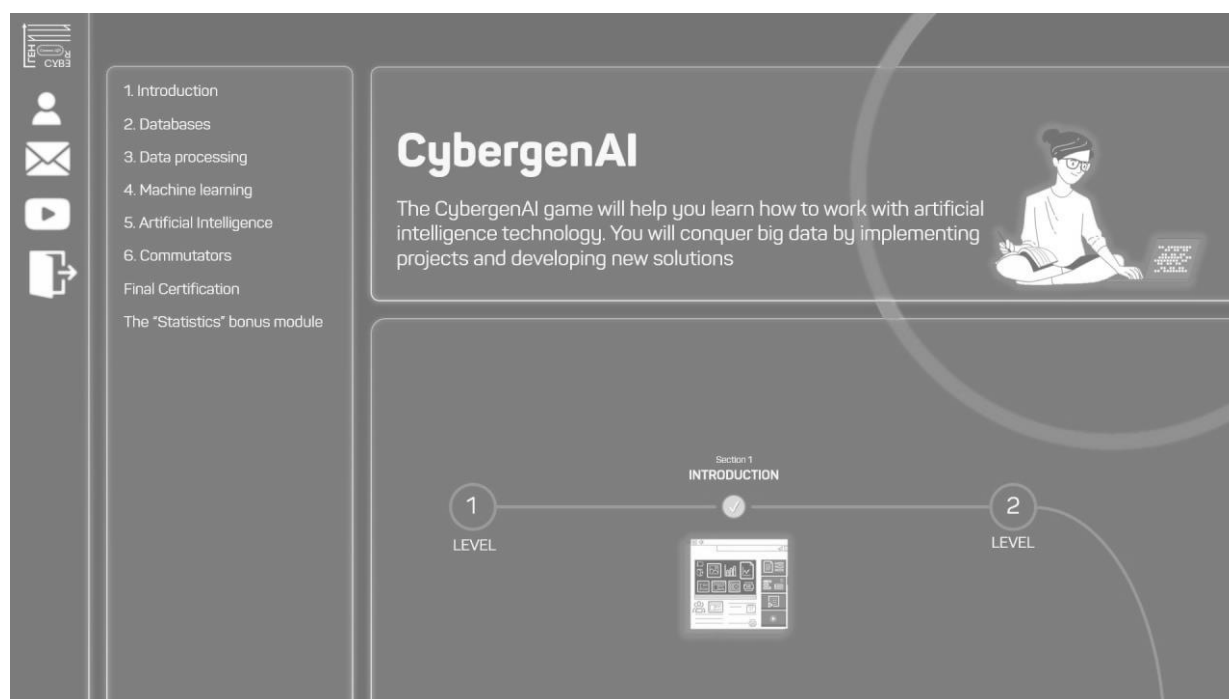 CYBER
1. Introduction
2. Databases
3. Data processing
4. Machine learning
5. Artificial Intelligence
6. Commutators
Final Certification
The "Statistics" bonus module
CybergenAI
The CybergenAI game will help you learn how to work with artificial
intelligence technology. You will conquer big data by implementing
projects and developing new solutions
Section 1
INTRODUCTION
1
LEVEL
2
LEVEL